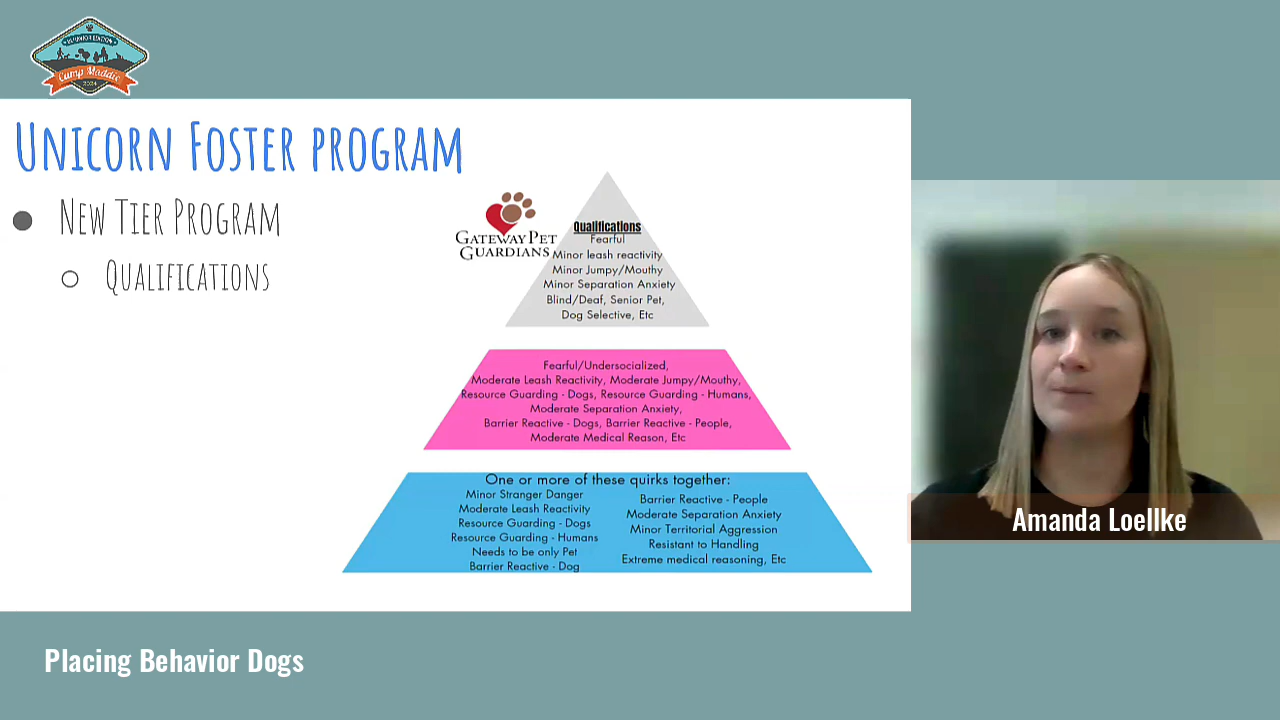 BEHAVIOR EDITION
Camp Maddie
2024
Unicorn Foster program
New Tier Program
Qualifications
GATEWAY PET
GUARDIANS
Qualifications
Fearful
Minor leash reactivity
Minor Jumpy/Mouthy
Minor Separation Anxiety
Blind/Deaf, Senior Pet,
Dog Selective, Etc
Fearful/Undersocialized,
Moderate Leash Reactivity, Moderate Jumpy/Mouthy,
Resource Guarding - Dogs, Resource Guarding - Humans,
Moderate Separation Anxiety,
Barrier Reactive - Dogs, Barrier Reactive - People,
Moderate Medical Reason, Etc
One or more of these quirks together:
Minor Stranger Danger
Moderate Leash Reactivity
Resource Guarding - Dogs
Resource Guarding - Humans
Needs to be only Pet
Barrier Reactive - Dog
Barrier Reactive - People
Moderate Separation Anxiety
Minor Territorial Aggression
Resistant to Handling
Extreme medical reasoning, Etc
Amanda Loellke
Placing Behavior Dogs